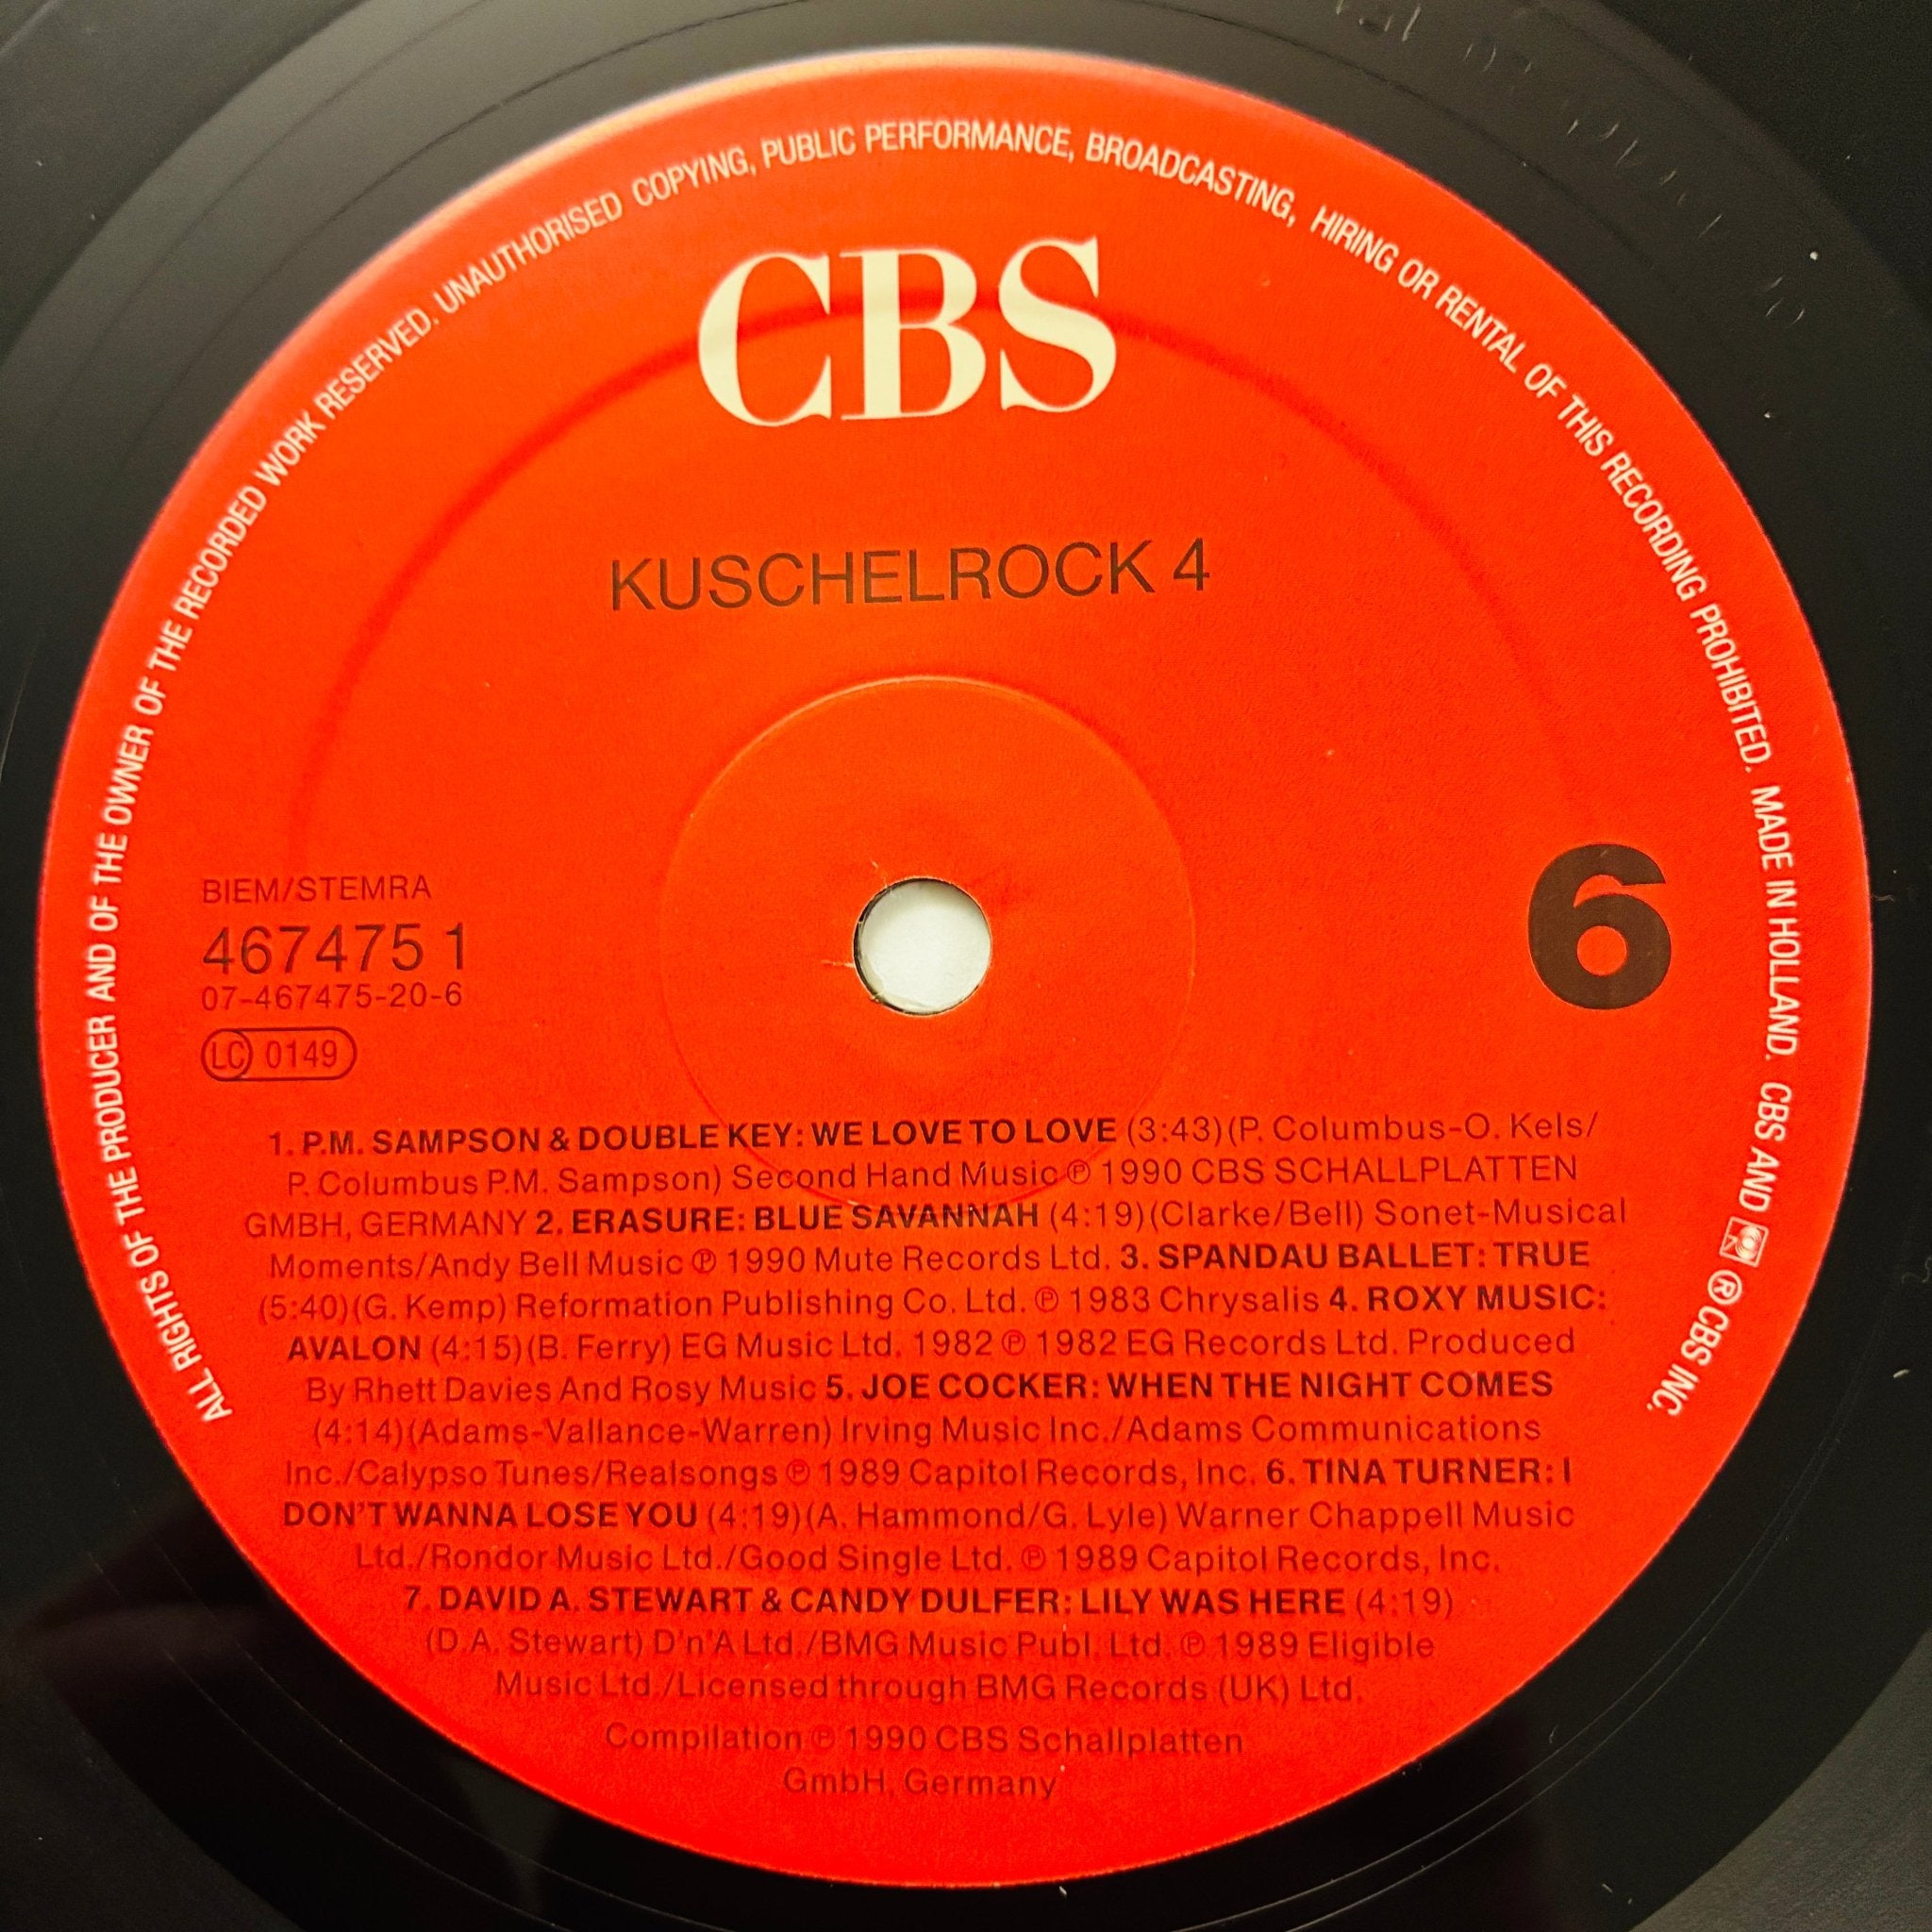 ALL RIGHTS OF THE PRODUCER AND OF THE OWNER OF THE RECORDED WORK RESERVED. UNAUTHORISED COPYING, PUBLIC PERFORMANCE, BROADCASTING, HIRING OR RENTAL OF THIS RECORDING PROHIBITED. MADE IN HOLLAND. CBS AND ® CBS INC.
CBS
KUSCHELROCK 4
BIEM/STEMRA
467475 1
07-467475-20-6
LC 0149
6
1. P.M. SAMPSON & DOUBLE KEY: WE LOVE TO LOVE (3:43)(P. Columbus-O. Kels/
P. Columbus P.M. Sampson) Second Hand Music ℗ 1990 CBS SCHALLPLATTEN
GMBH, GERMANY 2. ERASURE: BLUE SAVANNAH (4:19)(Clarke/Bell) Sonet-Musical
Moments/Andy Bell Music ℗ 1990 Mute Records Ltd. 3. SPANDAU BALLET: TRUE
(5:40)(G. Kemp) Reformation Publishing Co. Ltd. ℗ 1983 Chrysalis 4. ROXY MUSIC:
AVALON (4:15)(B. Ferry) EG Music Ltd. 1982 ℗ 1982 EG Records Ltd. Produced
By Rhett Davies And Rosy Music 5. JOE COCKER: WHEN THE NIGHT COMES
(4:14)(Adams-Vallance-Warren) Irving Music Inc./Adams Communications
Inc./Calypso Tunes/Realsongs ℗ 1989 Capitol Records, Inc. 6. TINA TURNER: I
DON'T WANNA LOSE YOU (4:19)(A. Hammond/G. Lyle) Warner Chappell Music
Ltd./Rondor Music Ltd./Good Single Ltd. ℗ 1989 Capitol Records, Inc.
7. DAVID A. STEWART & CANDY DULFER: LILY WAS HERE (4:19)
(D.A. Stewart) D'n'A Ltd./BMG Music Publ. Ltd. ℗ 1989 Eligible
Music Ltd./Licensed through BMG Records (UK) Ltd.
Compilation ℗ 1990 CBS Schallplatten
GmbH, Germany